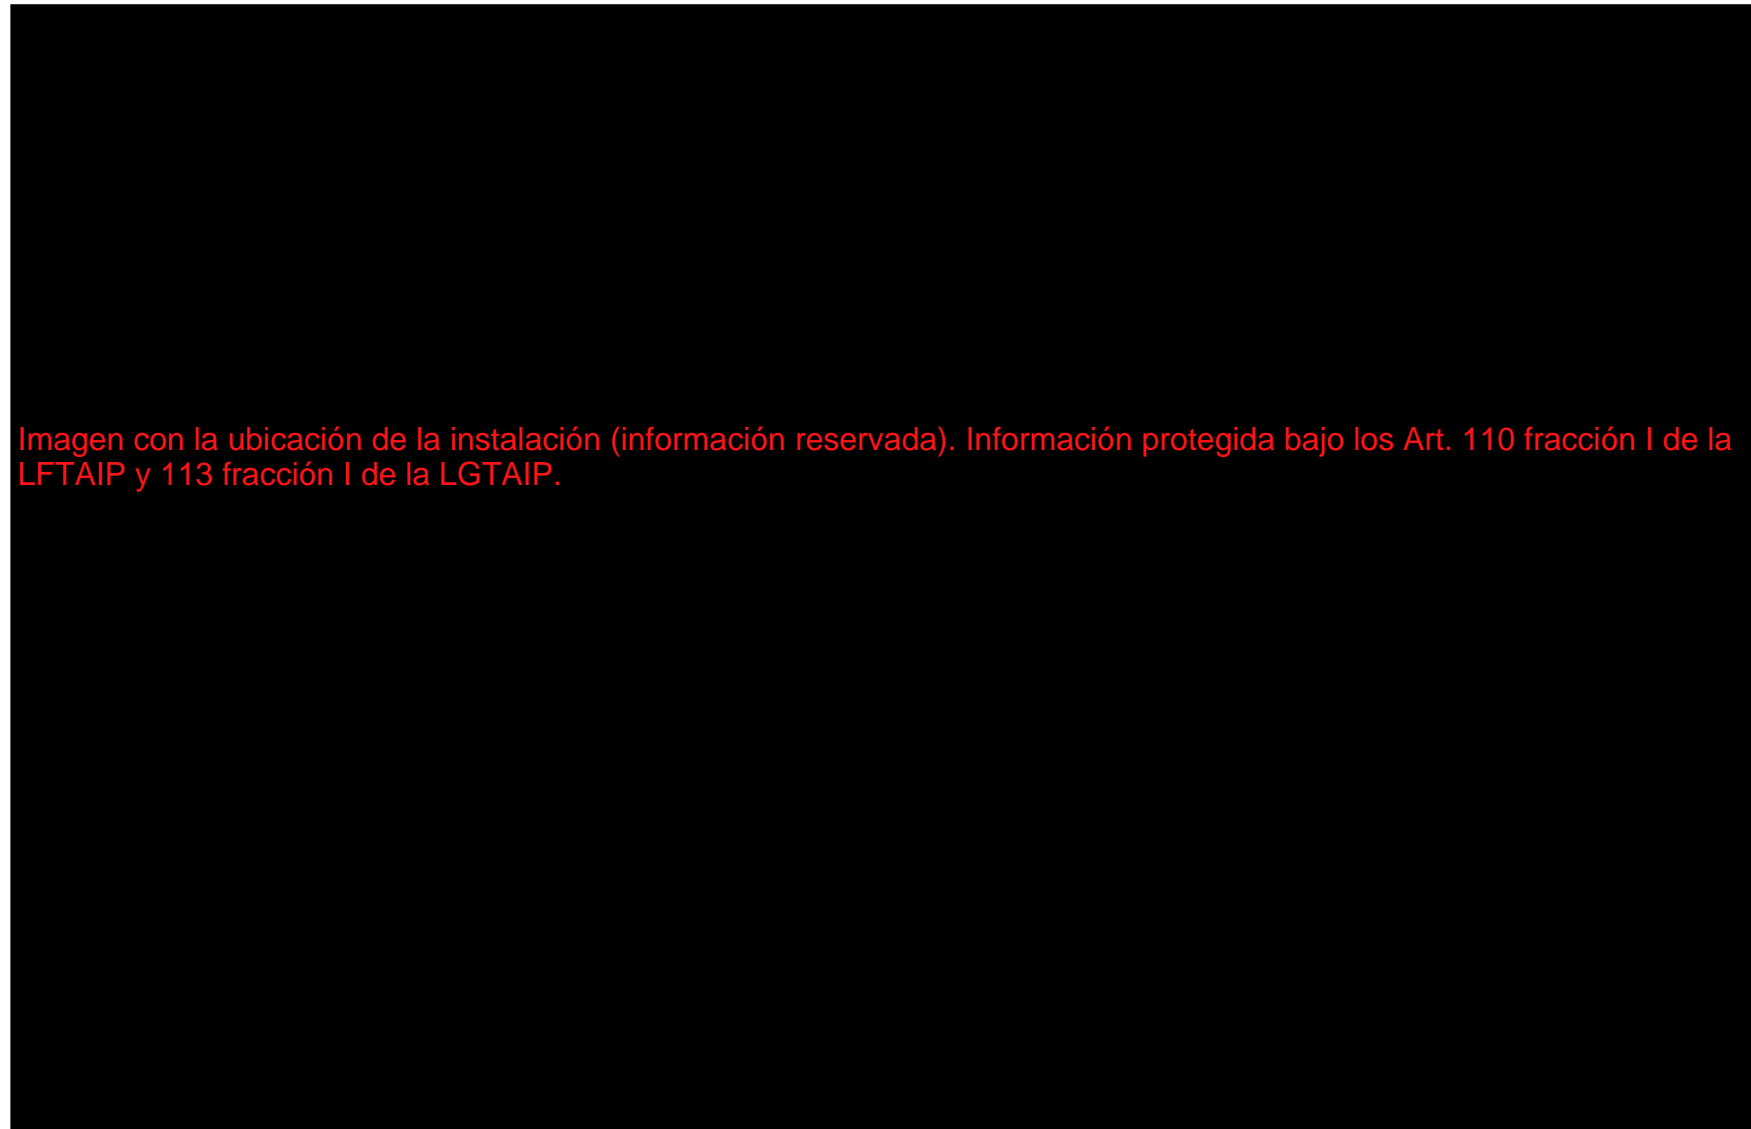 Imagen con la ubicación de la instalación (información reservada). Información protegida bajo los Art. 110 fracción I de la
LFTAIP y 113 fracción I de la LGTAIP.